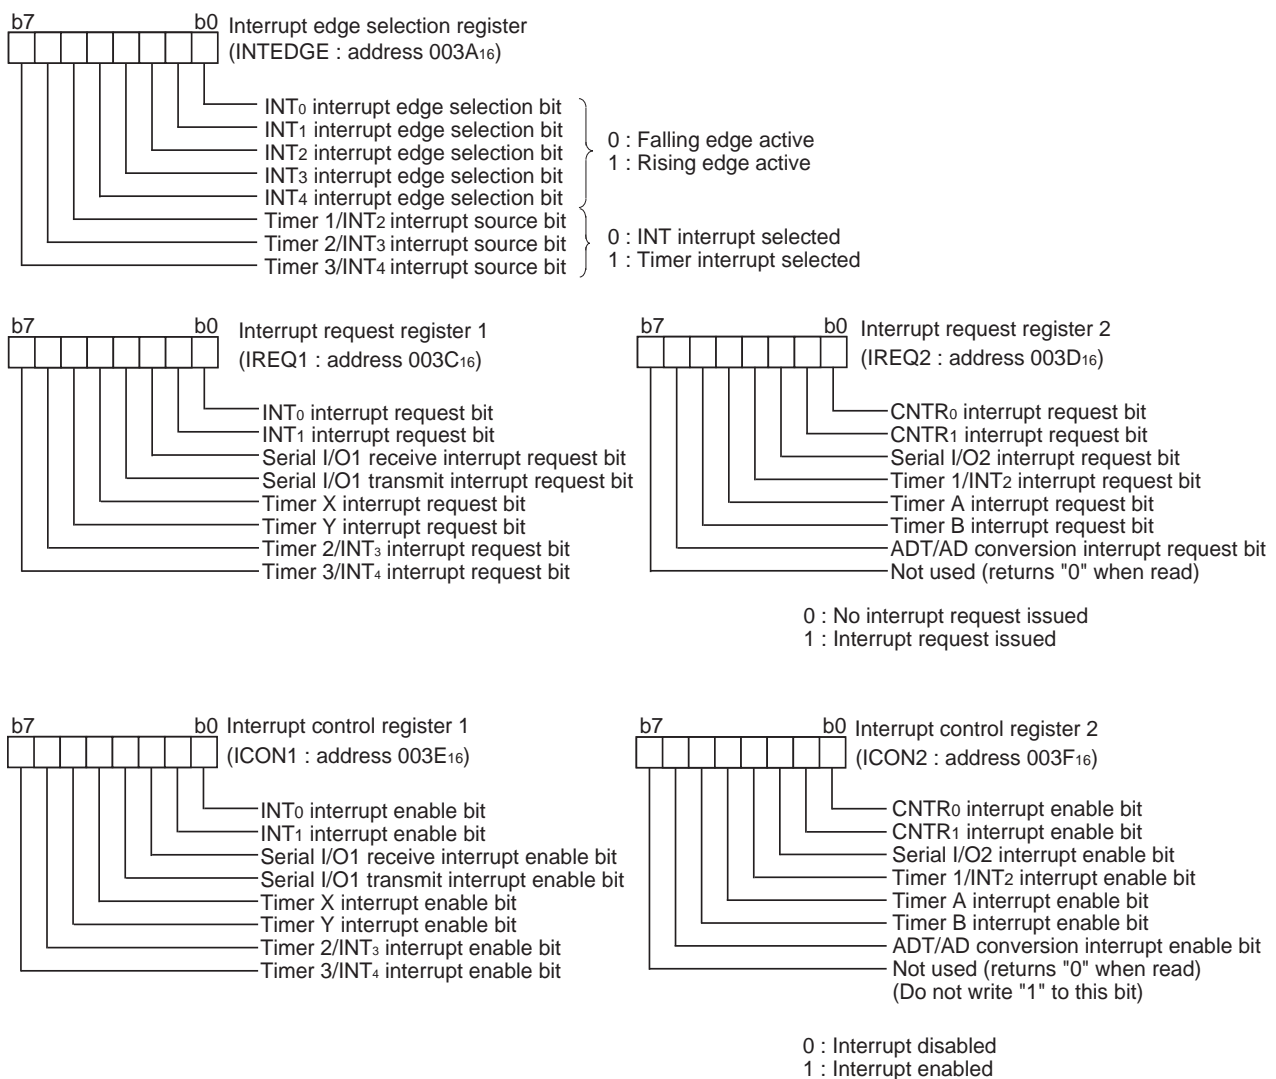 b7 b0 Interrupt edge selection register
(INTEDGE : address 003A16)
INT0 interrupt edge selection bit
INT1 interrupt edge selection bit
INT2 interrupt edge selection bit
INT3 interrupt edge selection bit
INT4 interrupt edge selection bit
0 : Falling edge active
1 : Rising edge active
Timer 1/INT2 interrupt source bit
Timer 2/INT3 interrupt source bit
Timer 3/INT4 interrupt source bit
0 : INT interrupt selected
1 : Timer interrupt selected
b7 b0 Interrupt request register 1
(IREQ1 : address 003C16)
INT0 interrupt request bit
INT1 interrupt request bit
Serial I/O1 receive interrupt request bit
Serial I/O1 transmit interrupt request bit
Timer X interrupt request bit
Timer Y interrupt request bit
Timer 2/INT3 interrupt request bit
Timer 3/INT4 interrupt request bit
b7 b0 Interrupt request register 2
(IREQ2 : address 003D16)
CNTR0 interrupt request bit
CNTR1 interrupt request bit
Serial I/O2 interrupt request bit
Timer 1/INT2 interrupt request bit
Timer A interrupt request bit
Timer B interrupt request bit
ADT/AD conversion interrupt request bit
Not used (returns "0" when read)
0 : No interrupt request issued
1 : Interrupt request issued
b7 b0 Interrupt control register 1
(ICON1 : address 003E16)
INT0 interrupt enable bit
INT1 interrupt enable bit
Serial I/O1 receive interrupt enable bit
Serial I/O1 transmit interrupt enable bit
Timer X interrupt enable bit
Timer Y interrupt enable bit
Timer 2/INT3 interrupt enable bit
Timer 3/INT4 interrupt enable bit
b7 b0 Interrupt control register 2
(ICON2 : address 003F16)
CNTR0 interrupt enable bit
CNTR1 interrupt enable bit
Serial I/O2 interrupt enable bit
Timer 1/INT2 interrupt enable bit
Timer A interrupt enable bit
Timer B interrupt enable bit
ADT/AD conversion interrupt enable bit
Not used (returns "0" when read)
(Do not write "1" to this bit)
0 : Interrupt disabled
1 : Interrupt enabled